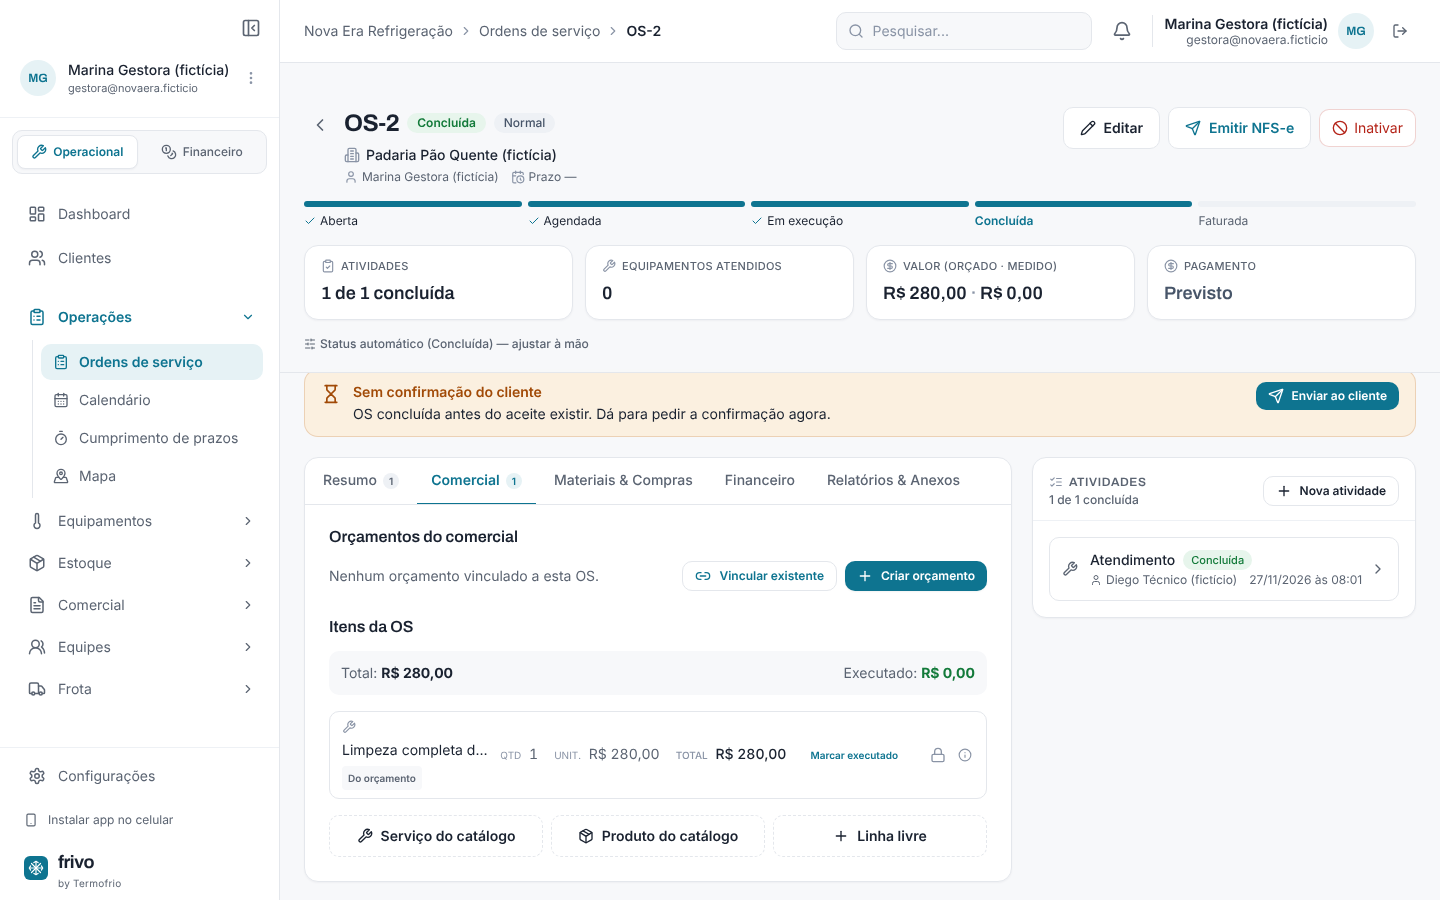 Nova Era Refrigeração > Ordens de serviço > OS-2
Pesquisar...
Marina Gestora (fictícia)
gestora@novaera.ficticio
MG
MG
Marina Gestora (fictícia)
gestora@novaera.ficticio
Operacional
Financeiro
Dashboard
Clientes
Operações
Ordens de serviço
Calendário
Cumprimento de prazos
Mapa
Equipamentos
Estoque
Comercial
Equipes
Frota
Configurações
Instalar app no celular
frivo
by Termofrio
OS-2
Concluída
Normal
Editar
Emitir NFS-e
Inativar
Padaria Pão Quente (fictícia)
Marina Gestora (fictícia)
Prazo —
Aberta
Agendada
Em execução
Concluída
Faturada
ATIVIDADES
1 de 1 concluída
EQUIPAMENTOS ATENDIDOS
0
VALOR (ORÇADO · MEDIDO)
R$ 280,00 · R$ 0,00
PAGAMENTO
Previsto
Status automático (Concluída) — ajustar à mão
Sem confirmação do cliente
OS concluída antes do aceite existir. Dá para pedir a confirmação agora.
Enviar ao cliente
Resumo 1
Comercial 1
Materiais & Compras
Financeiro
Relatórios & Anexos
Orçamentos do comercial
Nenhum orçamento vinculado a esta OS.
Vincular existente
Criar orçamento
Itens da OS
Total: R$ 280,00
Executado: R$ 0,00
Limpeza completa d...
QTD 1
UNIT. R$ 280,00
TOTAL R$ 280,00
Marcar executado
Do orçamento
Serviço do catálogo
Produto do catálogo
Linha livre
ATIVIDADES
1 de 1 concluída
Nova atividade
Atendimento
Concluída
Diego Técnico (fictício)
27/11/2026 às 08:01